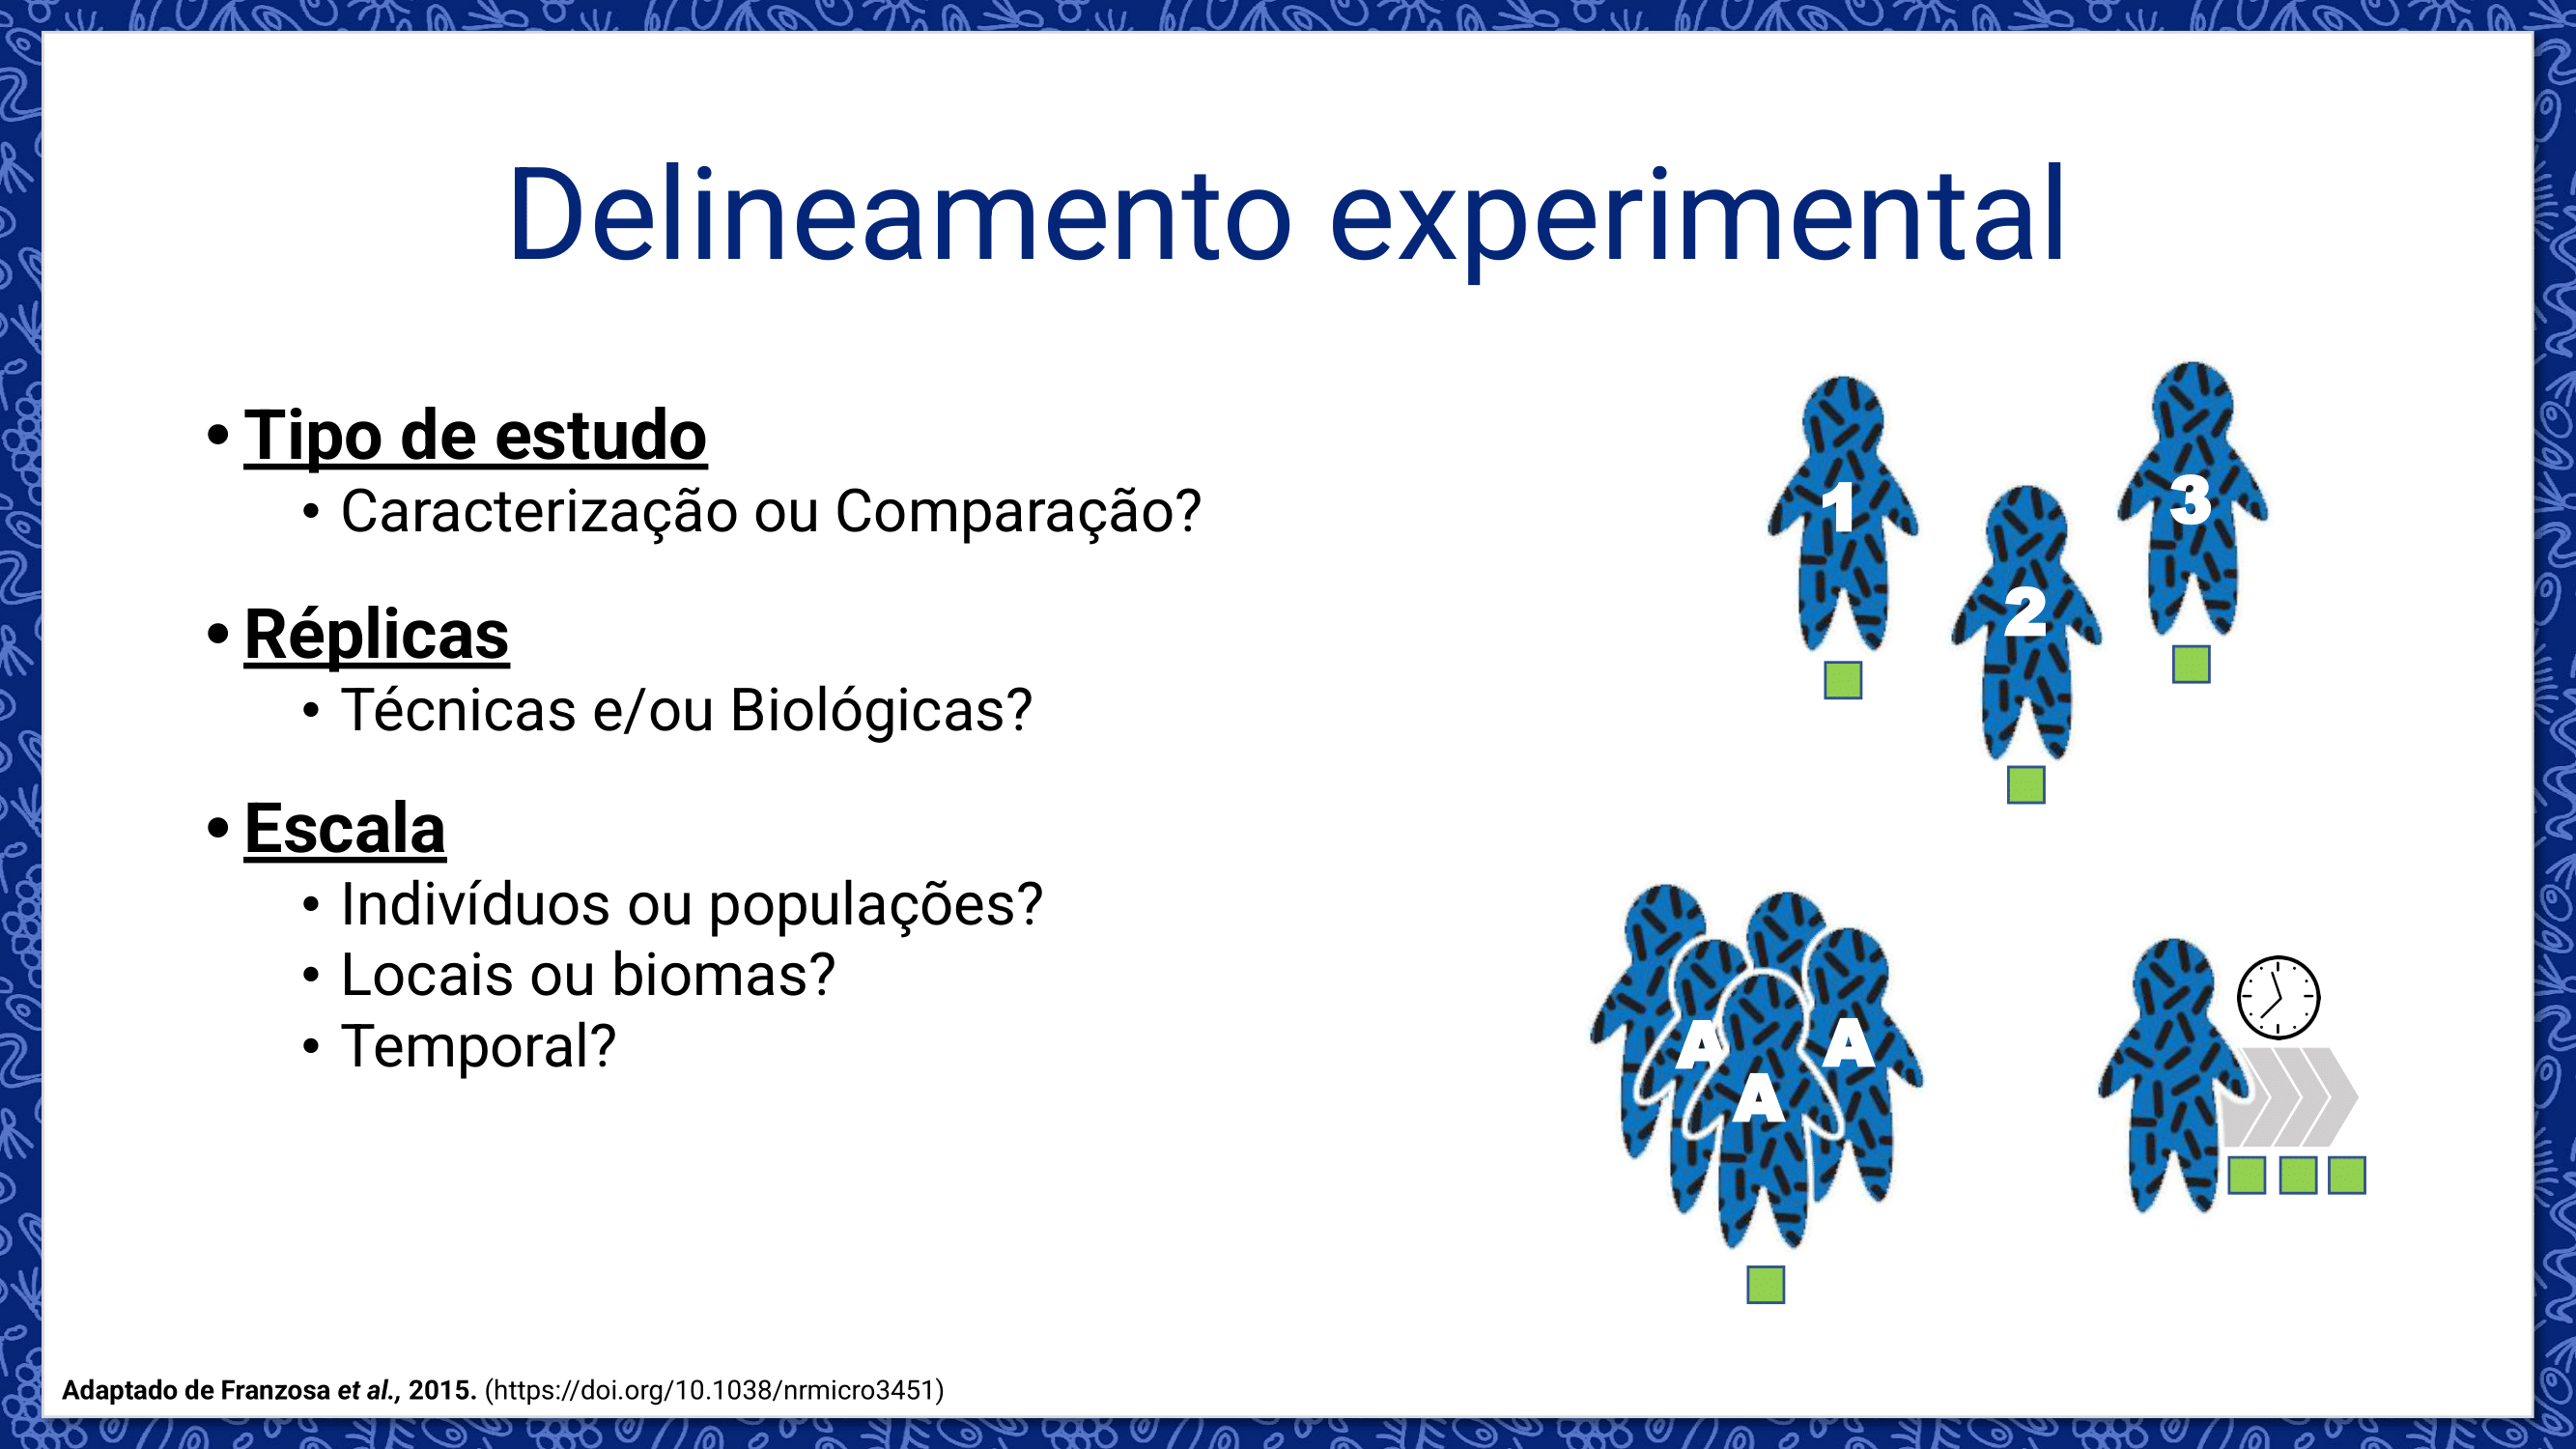 Delineamento experimental
• Tipo de estudo
• Caracterização ou Comparação?
• Réplicas
• Técnicas e/ou Biológicas?
• Escala
• Indivíduos ou populações?
• Locais ou biomas?
• Temporal?
1
3
2
A
A
A
Adaptado de Franzosa et al., 2015. (https://doi.org/10.1038/nrmicro3451)